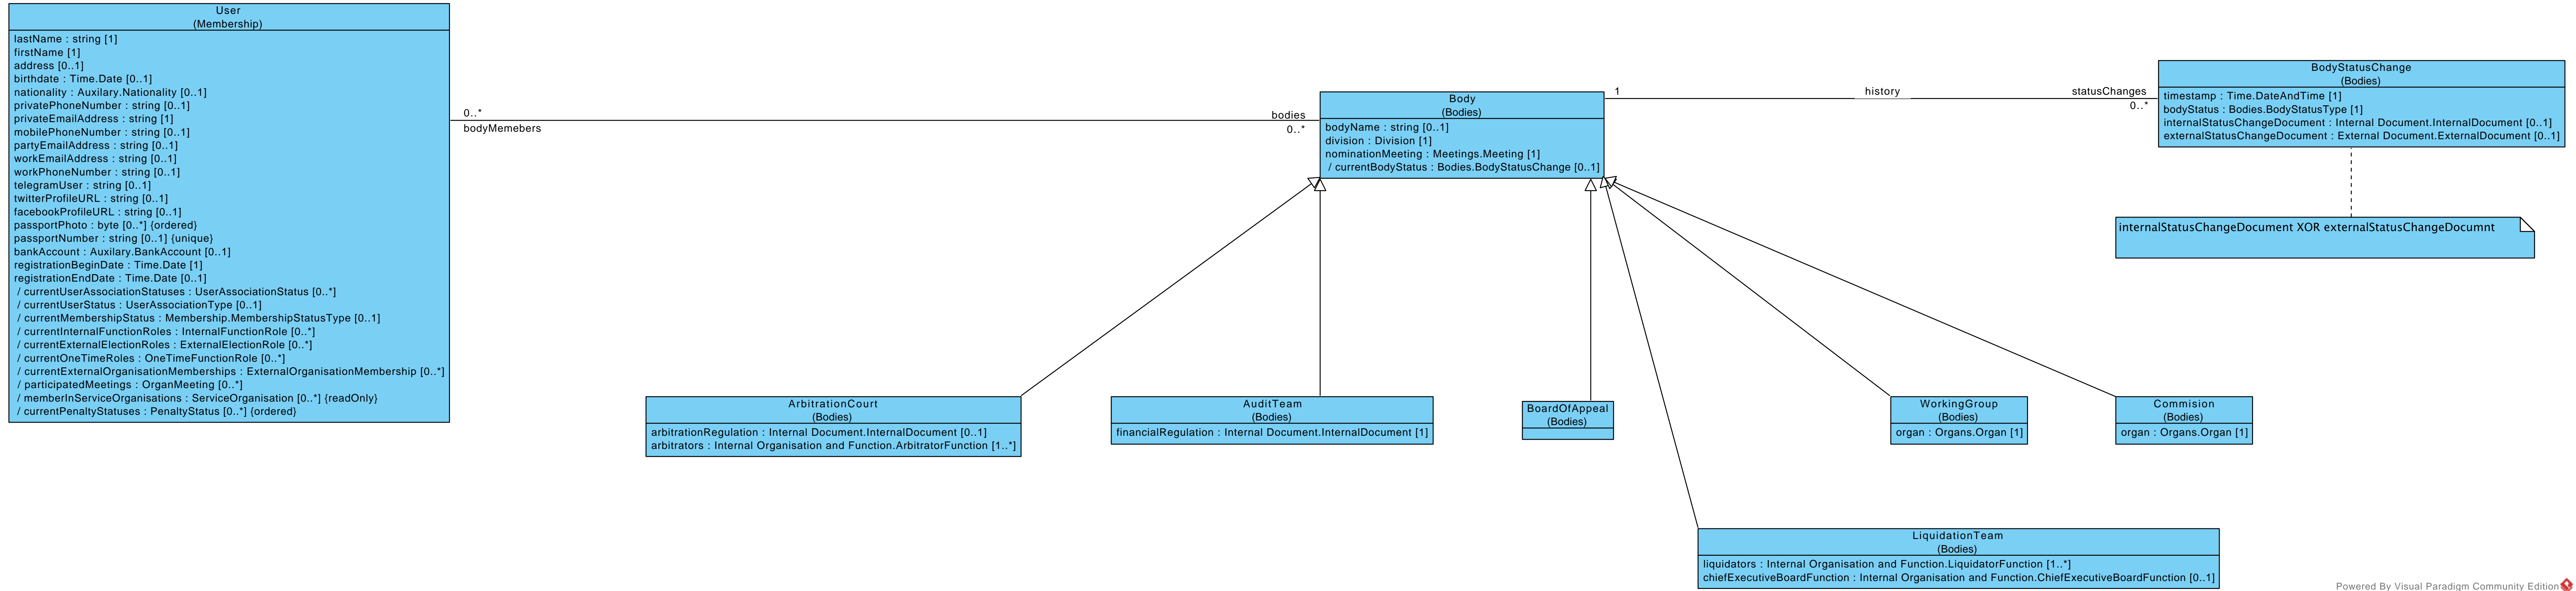 User
(Membership)
lastName : string [1]
firstName [1]
address [0..1]
birthdate : Time.Date [0..1]
nationality : Auxilary.Nationality [0..1]
privatePhoneNumber : string [0..1]
privateEmailAddress : string [1]
mobilePhoneNumber : string [0..1]
partyEmailAddress : string [0..1]
workEmailAddress : string [0..1]
workPhoneNumber : string [0..1]
telegramUser : string [0..1]
twitterProfileURL : string [0..1]
facebookProfileURL : string [0..1]
passportPhoto : byte [0..*] {ordered}
passportNumber : string [0..1] {unique}
bankAccount : Auxilary.BankAccount [0..1]
registrationBeginDate : Time.Date [1]
registrationEndDate : Time.Date [0..1]
/ currentUserAssociationStatuses : UserAssociationStatus [0..*]
/ currentUserStatus : UserAssociationType [0..1]
/ currentMembershipStatus : Membership.MembershipStatusType [0..1]
/ currentInternalFunctionRoles : InternalFunctionRole [0..*]
/ currentExternalElectionRoles : ExternalElectionRole [0..*]
/ currentOneTimeRoles : OneTimeFunctionRole [0..*]
/ currentExternalOrganisationMemberships : ExternalOrganisationMembership [0..*]
/ participatedMeetings : OrganMeeting [0..*]
/ memberInServiceOrganisations : ServiceOrganisation [0..*] {readOnly}
/ currentPenaltyStatuses : PenaltyStatus [0..*] {ordered}
0..*
bodyMemebers
bodies
0..*
Body
(Bodies)
bodyName : string [0..1]
division : Division [1]
nominationMeeting : Meetings.Meeting [1]
/ currentBodyStatus : Bodies.BodyStatusChange [0..1]
1
history
statusChanges
0..*
BodyStatusChange
(Bodies)
timestamp : Time.DateAndTime [1]
bodyStatus : Bodies.BodyStatusType [1]
internalStatusChangeDocument : Internal Document.InternalDocument [0..1]
externalStatusChangeDocument : External Document.ExternalDocument [0..1]
internalStatusChangeDocument XOR externalStatusChangeDocumnt
ArbitrationCourt
(Bodies)
arbitrationRegulation : Internal Document.InternalDocument [0..1]
arbitrators : Internal Organisation and Function.ArbitratorFunction [1..*]
AuditTeam
(Bodies)
financialRegulation : Internal Document.InternalDocument [1]
BoardOfAppeal
(Bodies)
WorkingGroup
(Bodies)
organ : Organs.Organ [1]
Commision
(Bodies)
organ : Organs.Organ [1]
LiquidationTeam
(Bodies)
liquidators : Internal Organisation and Function.LiquidatorFunction [1..*]
chiefExecutiveBoardFunction : Internal Organisation and Function.ChiefExecutiveBoardFunction [0..1]
Powered By Visual Paradigm Community Edition